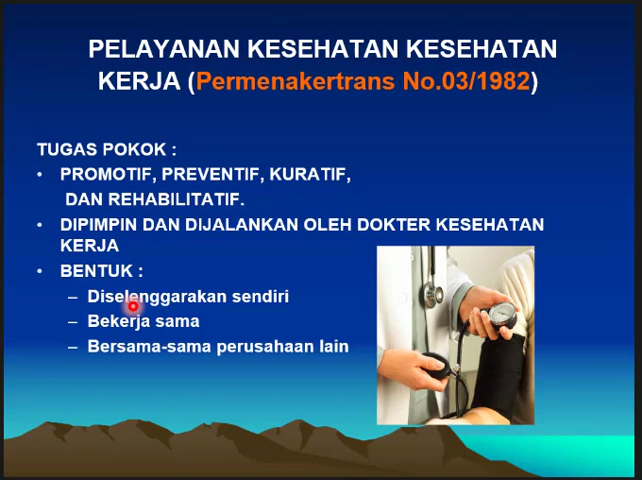 PELAYANAN KESEHATAN KESEHATAN
KERJA (Permenakertrans No.03/1982)
TUGAS POKOK :
• PROMOTIF, PREVENTIF, KURATIF,
DAN REHABILITATIF.
• DIPIMPIN DAN DIJALANKAN OLEH DOKTER KESEHATAN
KERJA
• BENTUK :
– Diselenggarakan sendiri
– Bekerja sama
– Bersama-sama perusahaan lain